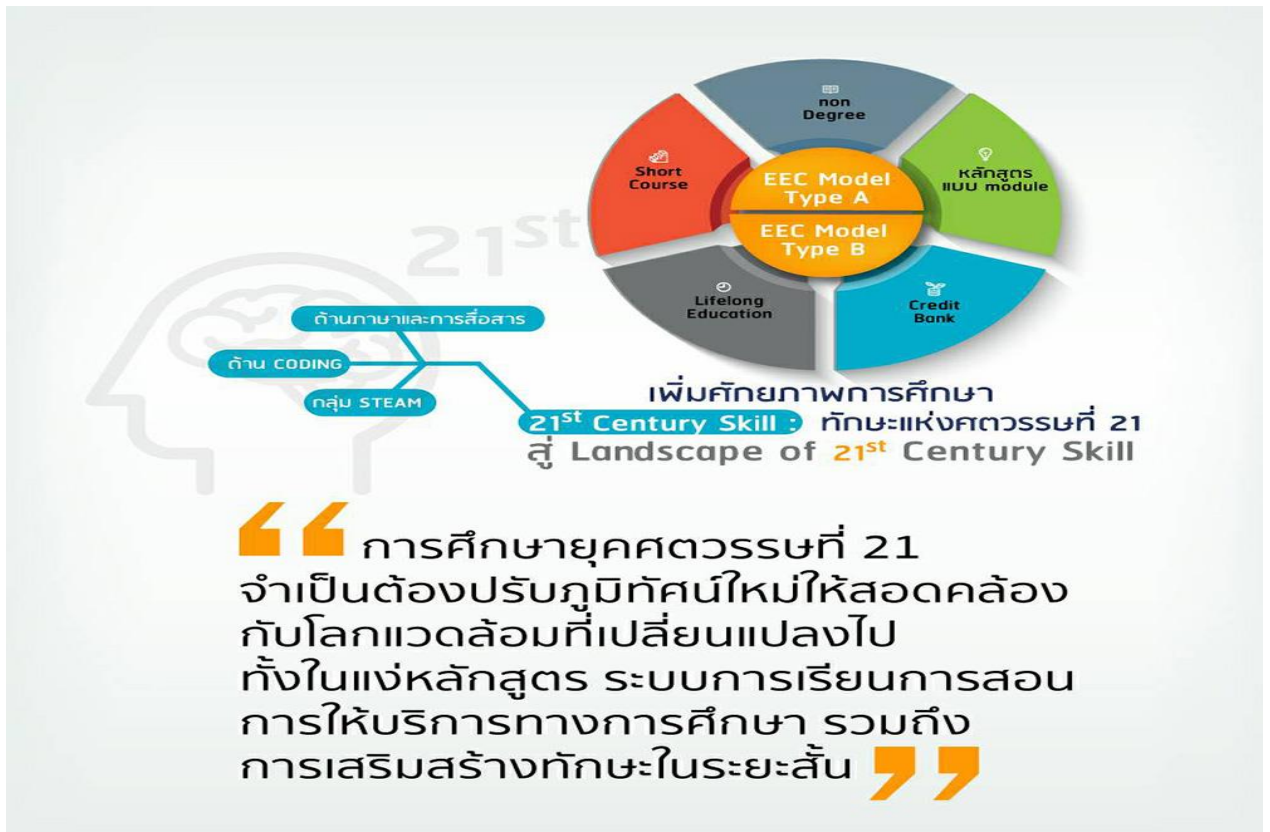 non
Degree
Short
Course
หลักสูตร
แบบ module
EEC Model
Type A
EEC Model
Type B
Lifelong
Education
Credit
Bank
21st
ด้านภาษาและการสื่อสาร
ด้าน CODING
กลุ่ม STEAM
เพิ่มศักยภาพการศึกษา
21st Century Skill : ทักษะแห่งศตวรรษที่ 21
สู่ Landscape of 21st Century Skill
“ การศึกษายุคศตวรรษที่ 21
จำเป็นต้องปรับภูมิทัศน์ใหม่ให้สอดคล้อง
กับโลกแวดล้อมที่เปลี่ยนแปลงไป
ทั้งในแง่หลักสูตร ระบบการเรียนการสอน
การให้บริการทางการศึกษา รวมถึง
การเสริมสร้างทักษะในระยะสั้น ”